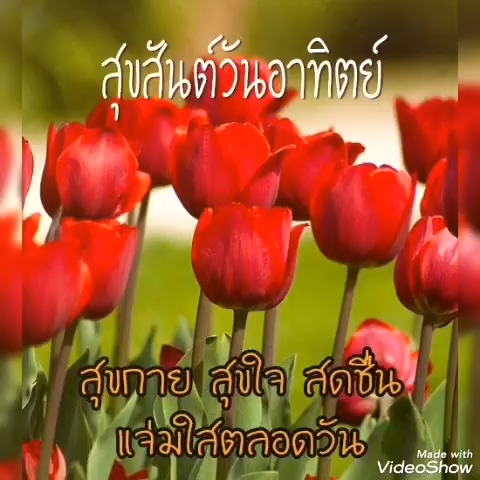 สุขสันต์วันอาทิตย์
สุขกาย สุขใจ สดชื่น
แจ่มใสตลอดวัน
Made with
VideoShow